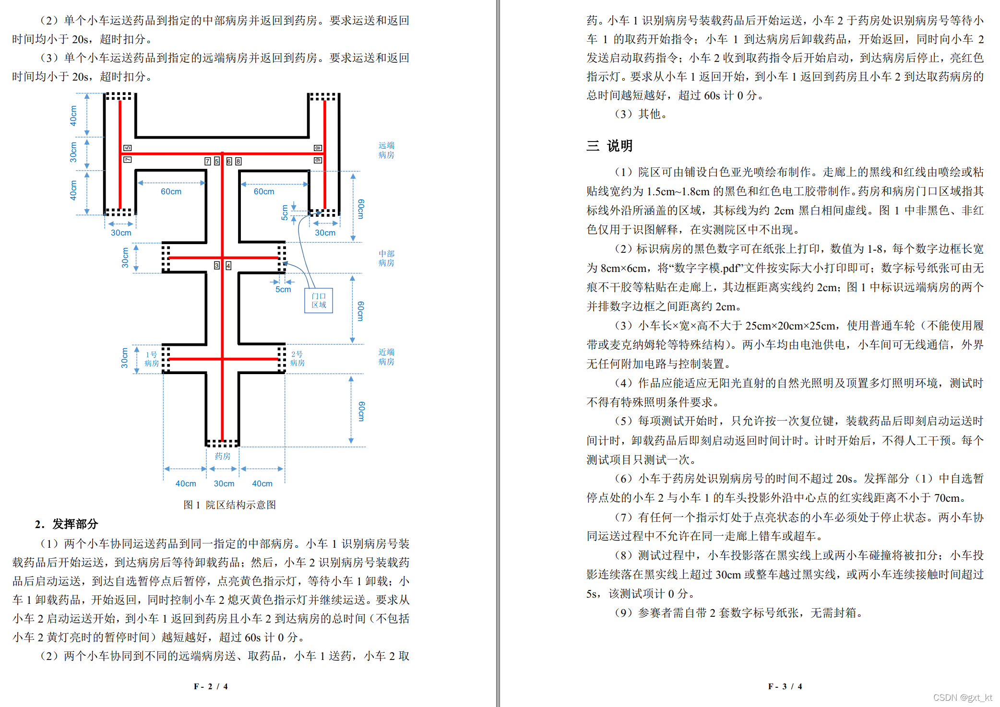 （2）单个小车运送药品到指定的中部病房并返回到药房。要求运送和返回
时间均小于 20s，超时扣分。
（3）单个小车运送药品到指定的远端病房并返回到药房。要求运送和返回
时间均小于 20s，超时扣分。
40cm
30cm
40cm
5
7
7
5
6
8
8
6
远端
病房
60cm
60cm
60cm
5cm
30cm
30cm
30cm
3
4
中部
病房
5cm
门口
区域
60cm
30cm
1号
病房
2号
病房
近端
病房
60cm
药房
40cm
30cm
40cm
图 1 院区结构示意图
2．发挥部分
（1）两个小车协同运送药品到同一指定的中部病房。小车 1 识别病房号装
载药品后开始运送，到达病房后等待卸载药品；然后，小车 2 识别病房号装载药
品后启动运送，到达自选暂停点后暂停，点亮黄色指示灯，等待小车 1 卸载；小
车 1 卸载药品，开始返回，同时控制小车 2 熄灭黄色指示灯并继续运送。要求从
小车 2 启动运送开始，到小车 1 返回到药房且小车 2 到达病房的总时间（不包括
小车 2 黄灯亮时的暂停时间）越短越好，超过 60s 计 0 分。
（2）两个小车协同到不同的远端病房送、取药品，小车 1 送药，小车 2 取
F - 2 / 4
药。小车 1 识别病房号装载药品后开始运送，小车 2 于药房处识别病房号等待小
车 1 的取药开始指令；小车 1 到达病房后卸载药品，开始返回，同时向小车 2
发送启动取药指令；小车 2 收到取药指令后开始启动，到达病房后停止，亮红色
指示灯。要求从小车 1 返回开始，到小车 1 返回到药房且小车 2 到达取药病房的
总时间越短越好，超过 60s 计 0 分。
（3）其他。
三 说明
（1）院区可由铺设白色亚光喷绘布制作。走廊上的黑线和红线由喷绘或粘
贴线宽约为 1.5cm~1.8cm 的黑色和红色电工胶带制作。药房和病房门口区域指其
标线外沿所涵盖的区域，其标线为约 2cm 黑白相间虚线。图 1 中非黑色、非红
色仅用于识图解释，在实测院区中不出现。
（2）标识病房的黑色数字可在纸张上打印，数值为 1-8，每个数字边框长宽
为 8cm×6cm，将“数字字模.pdf”文件按实际大小打印即可；数字标号纸张可由无
痕不干胶等粘贴在走廊上，其边框距离实线约 2cm；图 1 中标识远端病房的两个
并排数字边框之间距离约 2cm。
（3）小车长×宽×高不大于 25cm×20cm×25cm，使用普通车轮（不能使用履
带或麦克纳姆轮等特殊结构）。两小车均由电池供电，小车间可无线通信，外界
无任何附加电路与控制装置。
（4）作品应能适应无阳光直射的自然光照明及顶置多灯照明环境，测试时
不得有特殊照明条件要求。
（5）每项测试开始时，只允许按一次复位键，装载药品后即刻启动运送时
间计时，卸载药品后即刻启动返回时间计时。计时开始后，不得人工干预。每个
测试项目只测试一次。
（6）小车于药房处识别病房号的时间不超过 20s。发挥部分（1）中自选暂
停点处的小车 2 与小车 1 的车头投影外沿中心点的红实线距离不小于 70cm。
（7）有任何一个指示灯处于点亮状态的小车必须处于停止状态。两小车协
同运送过程中不允许在同一走廊上错车或超车。
（8）测试过程中，小车投影落在黑实线上或两小车碰撞将被扣分；小车投
影连续落在黑实线上超过 30cm 或整车越过黑实线，或两小车连续接触时间超过
5s，该测试项计 0 分。
（9）参赛者需自带 2 套数字标号纸张，无需封箱。
F - 3 / 4
CSDN @gxt_kt